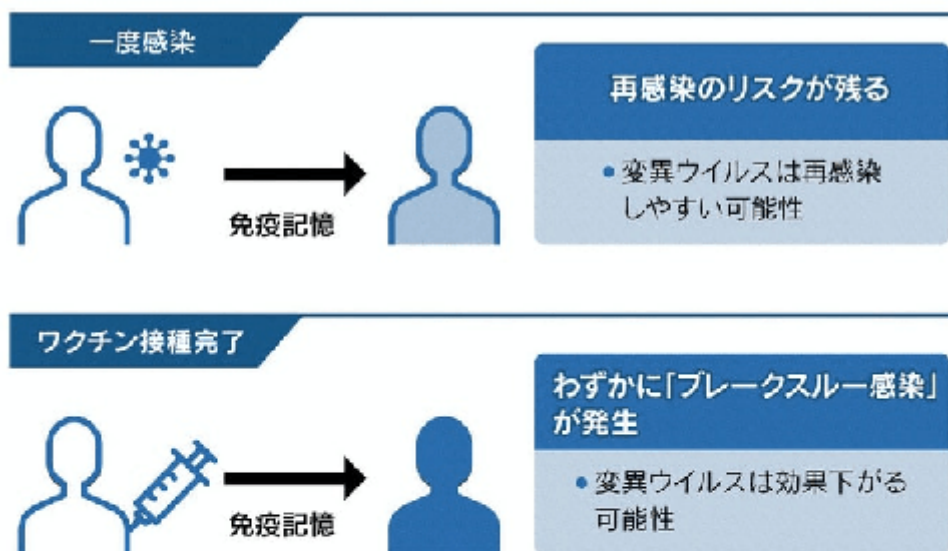 一度感染
再感染のリスクが残る
• 変異ウイルスは再感染
しやすい可能性
免疫記憶
ワクチン接種完了
わずかに「ブレークスルー感染」
が発生
• 変異ウイルスは効果下がる
可能性
免疫記憶